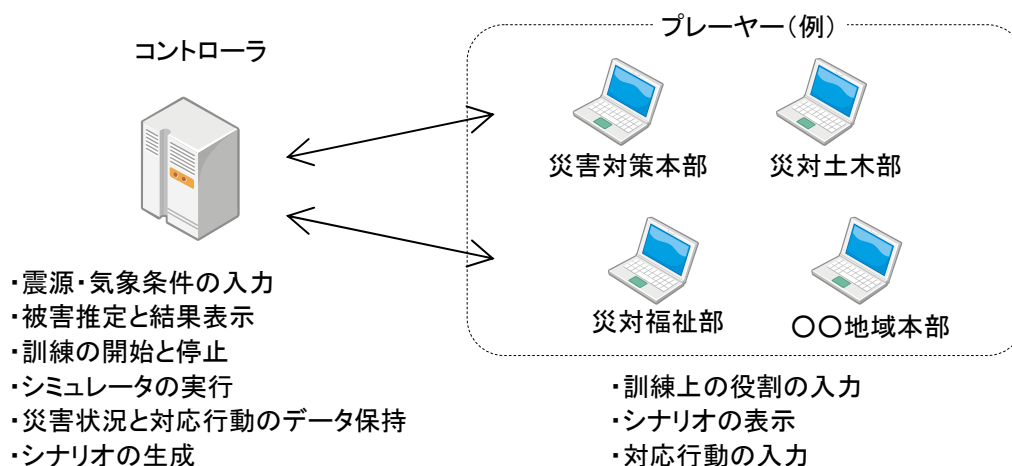 コントローラ
・震源・気象条件の入力
・被害推定と結果表示
・訓練の開始と停止
・シミュレータの実行
・災害状況と対応行動のデータ保持
・シナリオの生成
プレーヤー（例）
災害対策本部
災対土木部
災対福祉部
〇〇地域本部
・訓練上の役割の入力
・シナリオの表示
・対応行動の入力